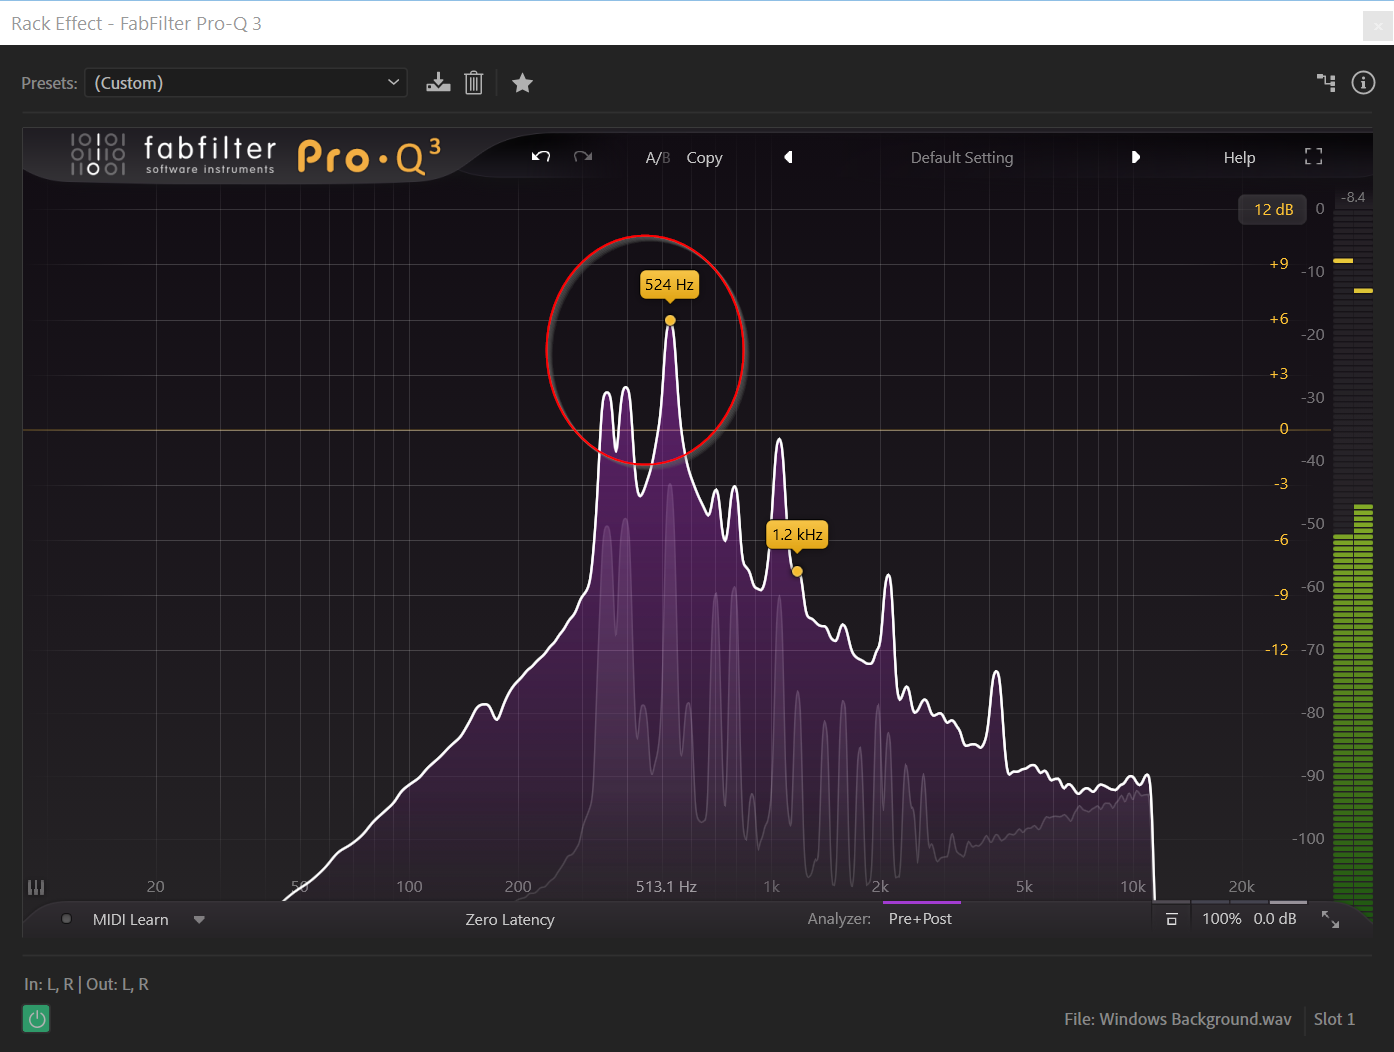 Rack Effect - FabFilter Pro-Q 3
Presets: (Custom)
fabfilter
software instruments
Pro·Q 3
A/B Copy
Default Setting
Help
12 dB
0
-8.4
+9
-10
+6
-20
+3
-30
0
-40
-3
-50
-6
-60
-9
-12
-70
-80
-90
-100
524 Hz
1.2 kHz
20 50 100 200 513.1 Hz 1k 2k 5k 10k 20k
MIDI Learn
Zero Latency
Analyzer: Pre+Post
100% 0.0 dB
In: L, R | Out: L, R
File: Windows Background.wav
Slot 1